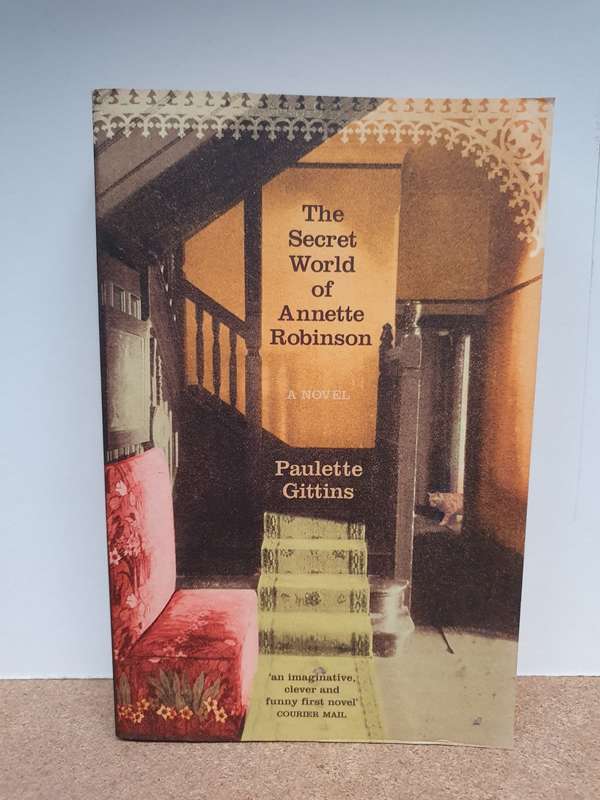 The
Secret
World
of
Annette
Robinson
A NOVEL
Paulette
Gittins
'an imaginative,
clever and
funny first novel'
COURIER MAIL